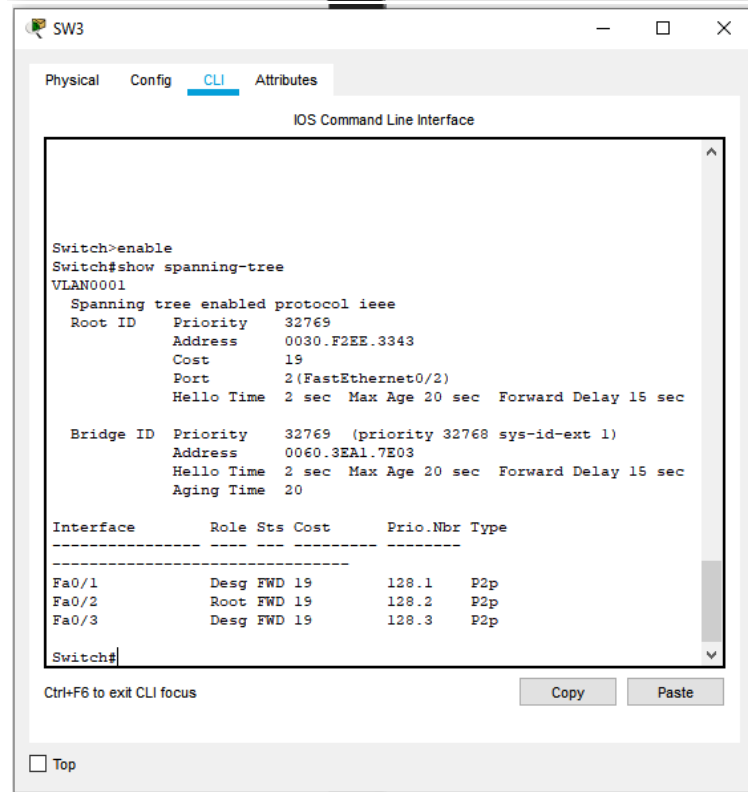 SW3
Physical Config CLI Attributes
IOS Command Line Interface
Switch>enable
Switch#show spanning-tree
VLAN0001
  Spanning tree enabled protocol ieee
  Root ID    Priority    32769
             Address     0030.F2EE.3343
             Cost        19
             Port        2(FastEthernet0/2)
             Hello Time  2 sec  Max Age 20 sec  Forward Delay 15 sec
  Bridge ID  Priority    32769  (priority 32768 sys-id-ext 1)
             Address     0060.3EA1.7E03
             Hello Time  2 sec  Max Age 20 sec  Forward Delay 15 sec
             Aging Time  20
Interface        Role Sts Cost      Prio.Nbr Type
---------------- ---- --- --------- --------
--------------------------------
Fa0/1            Desg FWD 19        128.1    P2p
Fa0/2            Root FWD 19        128.2    P2p
Fa0/3            Desg FWD 19        128.3    P2p
Switch#
Ctrl+F6 to exit CLI focus
Copy Paste
Top